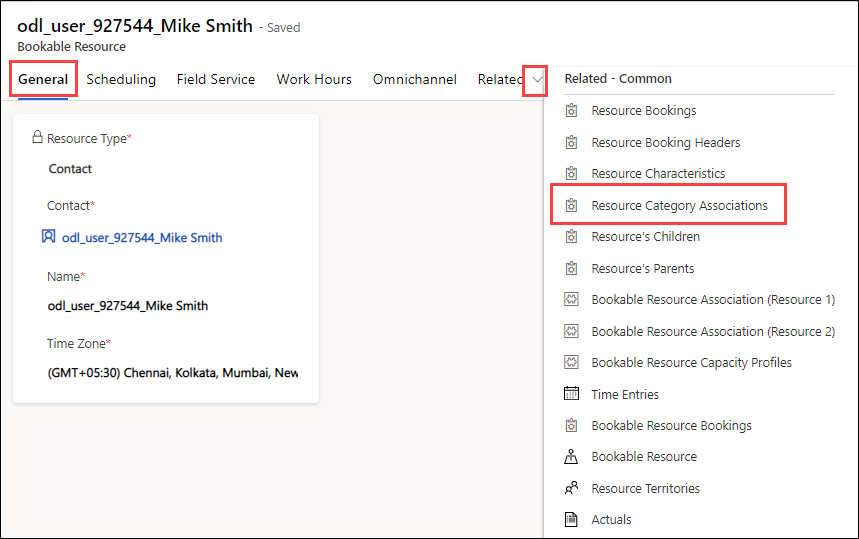 odl_user_927544_Mike Smith - Saved
Bookable Resource
General Scheduling Field Service Work Hours Omnichannel Related
Resource Type*
Contact
Contact*
odl_user_927544_Mike Smith
Name*
odl_user_927544_Mike Smith
Time Zone*
(GMT+05:30) Chennai, Kolkata, Mumbai, New
Related - Common
Resource Bookings
Resource Booking Headers
Resource Characteristics
Resource Category Associations
Resource's Children
Resource's Parents
Bookable Resource Association (Resource 1)
Bookable Resource Association (Resource 2)
Bookable Resource Capacity Profiles
Time Entries
Bookable Resource Bookings
Bookable Resource
Resource Territories
Actuals